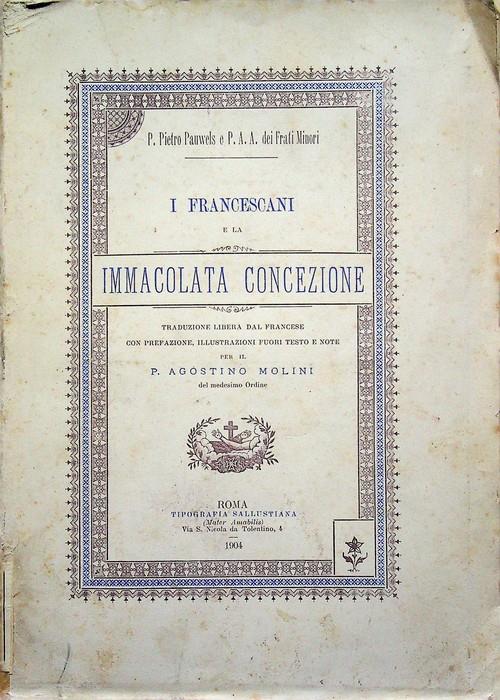 P. Pietro Pauwels e P. A. A. dei Frati Minori
I FRANCESCANI
E LA
IMMACOLATA CONCEZIONE
TRADUZIONE LIBERA DAL FRANCESE
CON PREFAZIONE, ILLUSTRAZIONI FUORI TESTO E NOTE
PER IL
P. AGOSTINO MOLINI
del medesimo Ordine
ROMA
TIPOGRAFIA SALLUSTIANA
(Mater Amabilis)
Via S. Nicola da Tolentino, 4
1904